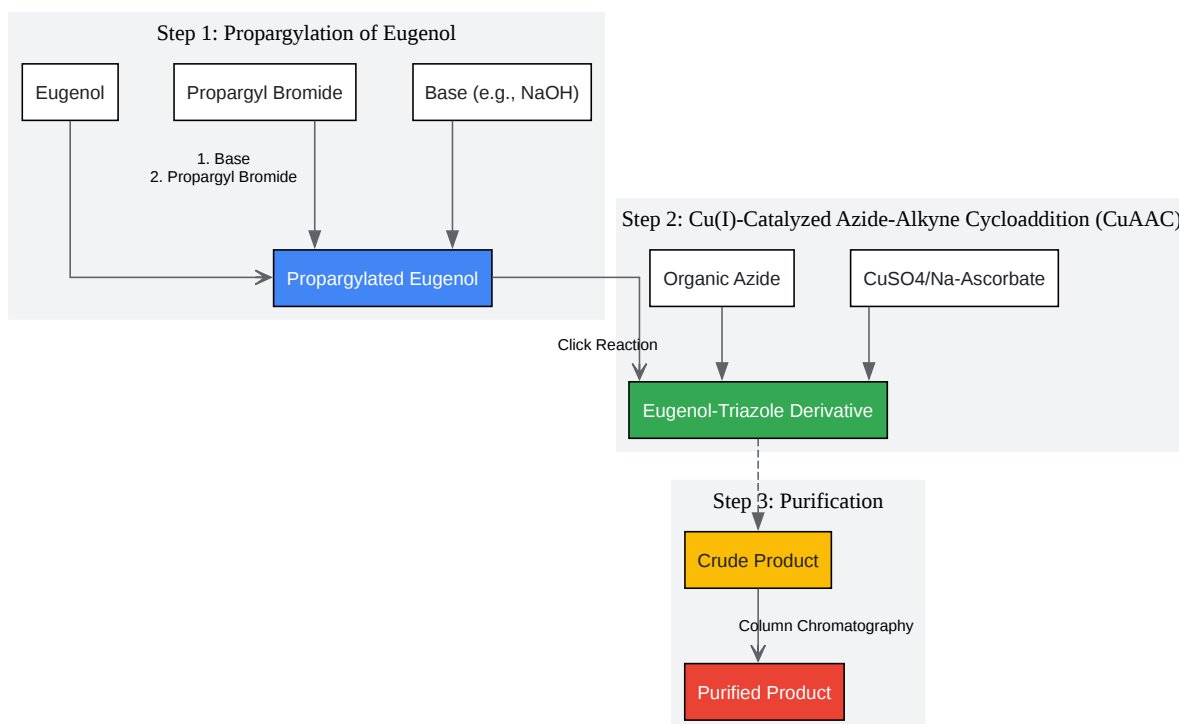 Step 1: Propargylation of Eugenol
Eugenol
Propargyl Bromide
Base (e.g., NaOH)
1. Base
2. Propargyl Bromide
Propargylated Eugenol
Step 2: Cu(I)-Catalyzed Azide-Alkyne Cycloaddition (CuAAC)
Organic Azide
CuSO4/Na-Ascorbate
Click Reaction
Eugenol-Triazole Derivative
Step 3: Purification
Crude Product
Column Chromatography
Purified Product